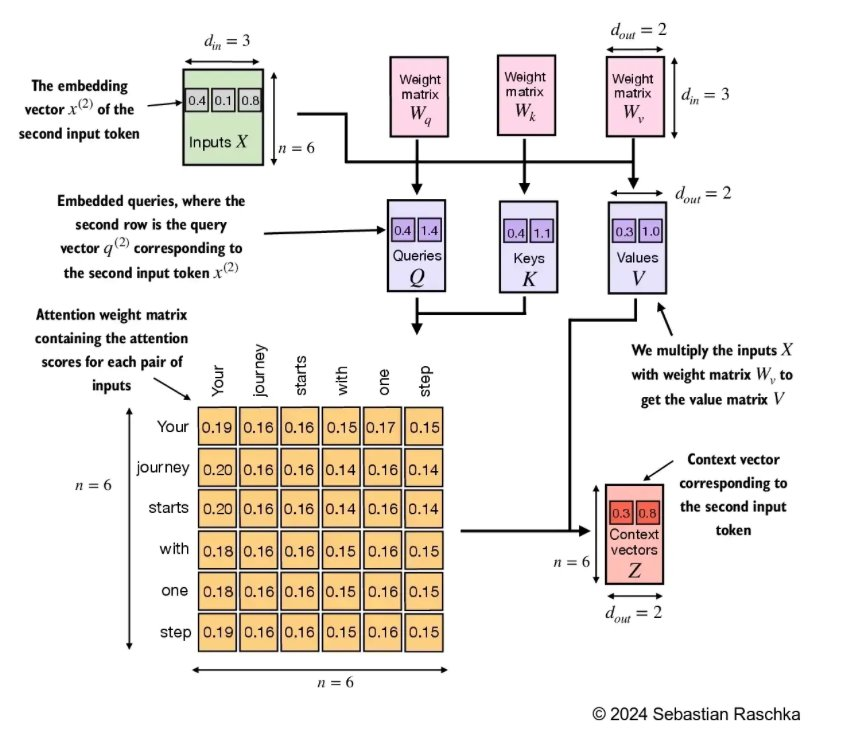 d_in = 3
d_out = 2
The embedding
vector x^(2) of the
second input token
0.4 0.1 0.8
Inputs X
n = 6
Weight
matrix
W_q
Weight
matrix
W_k
Weight
matrix
W_v
d_in = 3
Embedded queries, where the
second row is the query
vector q^(2) corresponding to
the second input token x^(2)
0.4 1.4
Queries
Q
0.4 1.1
Keys
K
d_out = 2
0.3 1.0
Values
V
Attention weight matrix
containing the attention
scores for each pair of
inputs
We multiply the inputs X
with weight matrix W_v to
get the value matrix V
Your journey starts with one step
Your 0.19 0.16 0.16 0.15 0.17 0.15
journey 0.20 0.16 0.16 0.14 0.16 0.14
starts 0.20 0.16 0.16 0.14 0.16 0.14
with 0.18 0.16 0.16 0.15 0.16 0.15
one 0.18 0.16 0.16 0.15 0.16 0.15
step 0.19 0.16 0.16 0.15 0.16 0.15
n = 6
n = 6
Context vector
corresponding to
the second input
token
0.3 0.8
Context
vectors
Z
n = 6
d_out = 2
© 2024 Sebastian Raschka